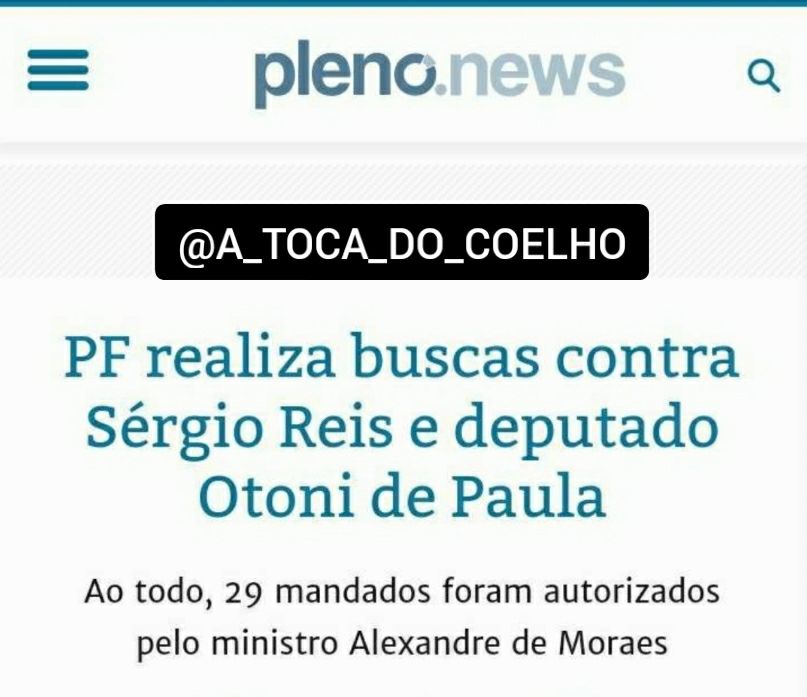 pleno.news
@A_TOCA_DO_COELHO
PF realiza buscas contra
Sérgio Reis e deputado
Otoni de Paula
Ao todo, 29 mandados foram autorizados
pelo ministro Alexandre de Moraes